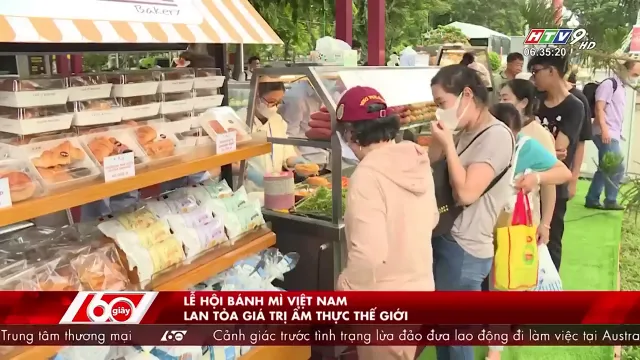 Bakery
Bakery
HTV9 HD
06:35:20
60 giây
LỄ HỘI BÁNH MÌ VIỆT NAM
LAN TỎA GIÁ TRỊ ẨM THỰC THẾ GIỚI
Trung tâm thương mại
Cảnh giác trước tình trạng lừa đảo đưa lao động đi làm việc tại Austra